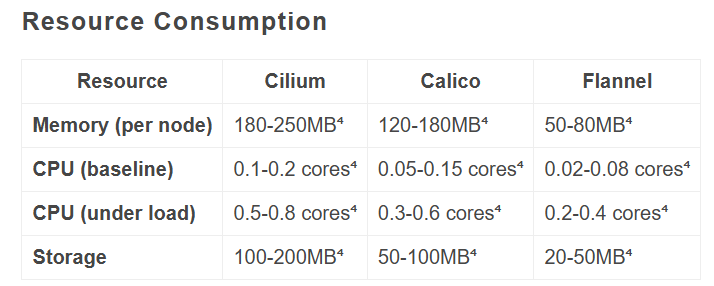 Resource Consumption
Resource Cilium Calico Flannel
Memory (per node) 180-250MB⁴ 120-180MB⁴ 50-80MB⁴
CPU (baseline) 0.1-0.2 cores⁴ 0.05-0.15 cores⁴ 0.02-0.08 cores⁴
CPU (under load) 0.5-0.8 cores⁴ 0.3-0.6 cores⁴ 0.2-0.4 cores⁴
Storage 100-200MB⁴ 50-100MB⁴ 20-50MB⁴